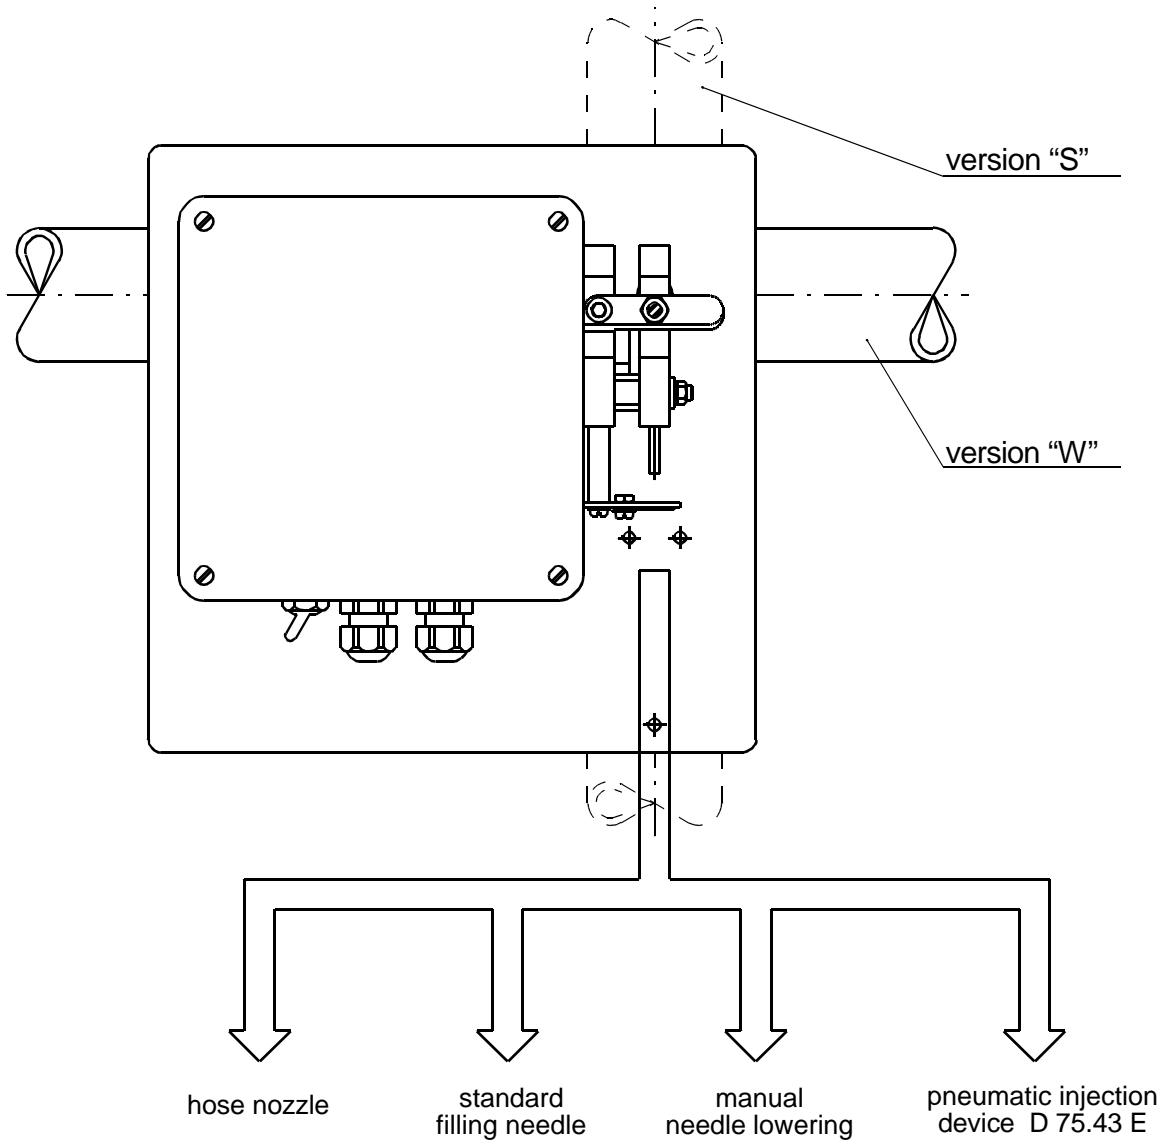 version “S”
version “W”
hose nozzle
standard
filling needle
manual
needle lowering
pneumatic injection
device D 75.43 E